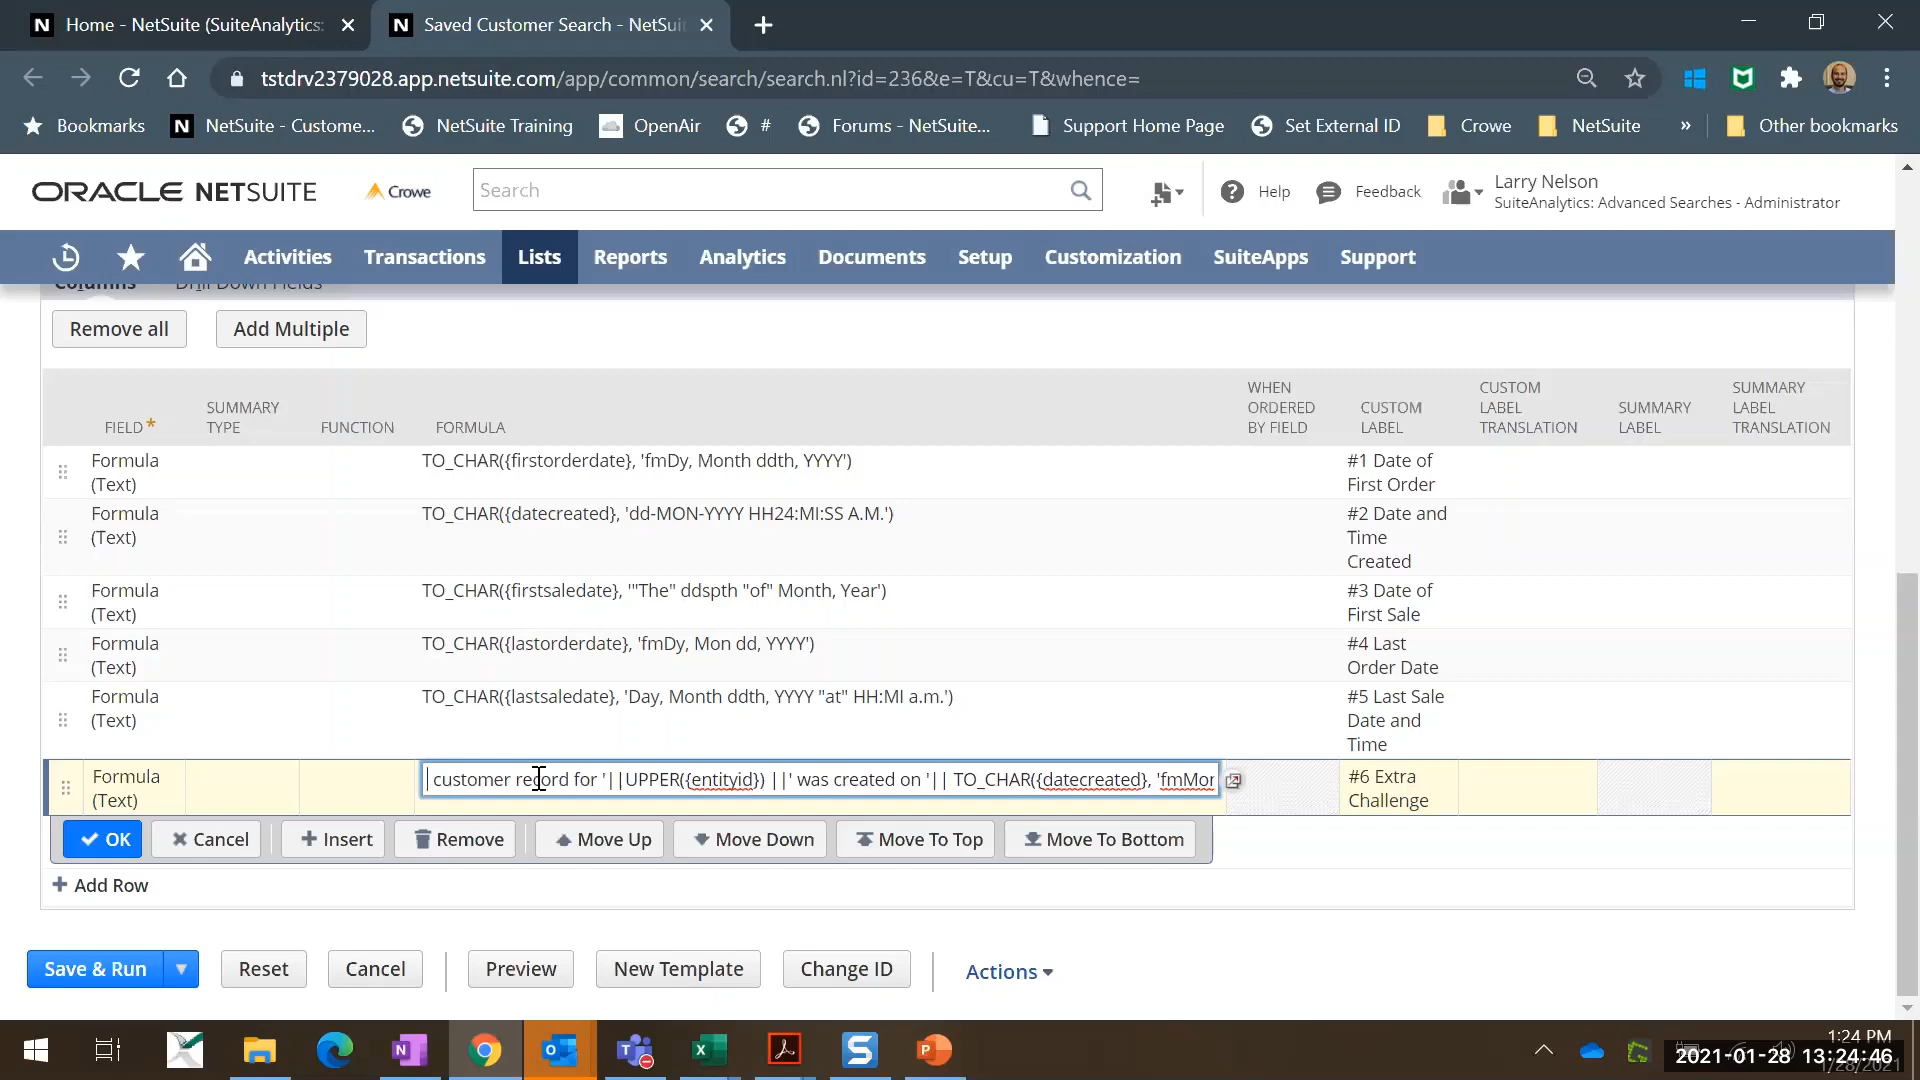 Home - NetSuite (SuiteAnalytics:
Saved Customer Search - NetSui
tstdrv2379028.app.netsuite.com/app/common/search/search.nl?id=236&e=T&cu=T&whence=
Bookmarks
NetSuite - Custome...
NetSuite Training
OpenAir
#
Forums - NetSuite...
Support Home Page
Set External ID
Crowe
NetSuite
»
Other bookmarks
ORACLE NETSUITE
Crowe
Search
Help
Feedback
Larry Nelson
SuiteAnalytics: Advanced Searches - Administrator
Activities
Transactions
Lists
Reports
Analytics
Documents
Setup
Customization
SuiteApps
Support
Columns
Drill Down Fields
Remove all
Add Multiple
FIELD *
SUMMARY TYPE
FUNCTION
FORMULA
WHEN ORDERED BY FIELD
CUSTOM LABEL
CUSTOM LABEL TRANSLATION
SUMMARY LABEL
SUMMARY LABEL TRANSLATION
Formula (Text)
TO_CHAR({firstorderdate}, 'fmDy, Month ddth, YYYY')
#1 Date of First Order
Formula (Text)
TO_CHAR({datecreated}, 'dd-MON-YYYY HH24:MI:SS A.M.')
#2 Date and Time Created
Formula (Text)
TO_CHAR({firstsaledate}, '"The" ddspth "of" Month, Year')
#3 Date of First Sale
Formula (Text)
TO_CHAR({lastorderdate}, 'fmDy, Mon dd, YYYY')
#4 Last Order Date
Formula (Text)
TO_CHAR({lastsaledate}, 'Day, Month ddth, YYYY "at" HH:MI a.m.')
#5 Last Sale Date and Time
Formula (Text)
customer record for '||UPPER({entityid}) ||' was created on '|| TO_CHAR({datecreated}, 'fmMor
#6 Extra Challenge
OK
Cancel
Insert
Remove
Move Up
Move Down
Move To Top
Move To Bottom
Add Row
Save & Run
Reset
Cancel
Preview
New Template
Change ID
Actions
1:24 PM
2021-01-28 13:24:46